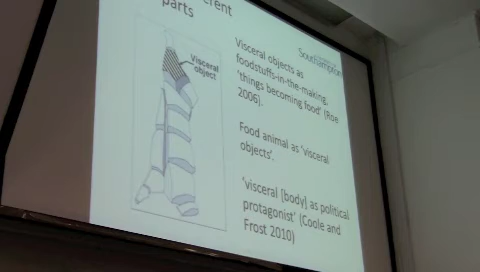 erent
parts
Southampton
Visceral
object
Visceral objects as
foodstuffs-in-the-making,
'things becoming food' (Roe
2006).
Food animal as 'visceral
objects'.
'visceral [body] as political
protagonist' (Coole and
Frost 2010)